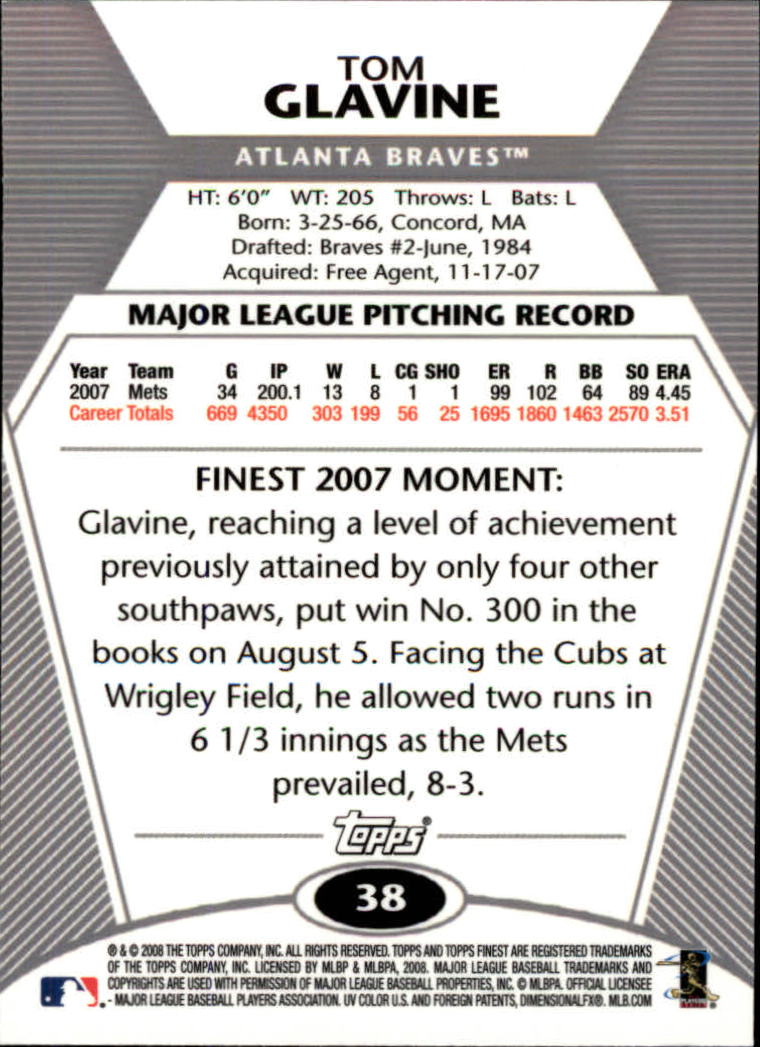 TOM
GLAVINE
ATLANTA BRAVES™
HT: 6'0" WT: 205 Throws: L Bats: L
Born: 3-25-66, Concord, MA
Drafted: Braves #2-June, 1984
Acquired: Free Agent, 11-17-07
MAJOR LEAGUE PITCHING RECORD
Year Team G IP W L CG SHO ER R BB SO ERA
2007 Mets 34 200.1 13 8 1 1 99 102 64 89 4.45
Career Totals 669 4350 303 199 56 25 1695 1860 1463 2570 3.51
FINEST 2007 MOMENT:
Glavine, reaching a level of achievement
previously attained by only four other
southpaws, put win No. 300 in the
books on August 5. Facing the Cubs at
Wrigley Field, he allowed two runs in
6 1/3 innings as the Mets
prevailed, 8-3.
Topps®
38
® & © 2008 THE TOPPS COMPANY, INC. ALL RIGHTS RESERVED. TOPPS AND TOPPS FINEST ARE REGISTERED TRADEMARKS
OF THE TOPPS COMPANY, INC. LICENSED BY MLBP & MLBPA, 2008. MAJOR LEAGUE BASEBALL TRADEMARKS AND
COPYRIGHTS ARE USED WITH PERMISSION OF MAJOR LEAGUE BASEBALL PROPERTIES, INC. © MLBPA. OFFICIAL LICENSEE
- MAJOR LEAGUE BASEBALL PLAYERS ASSOCIATION. UV COLOR U.S. AND FOREIGN PATENTS, DIMENSIONALFX®. MLB.COM